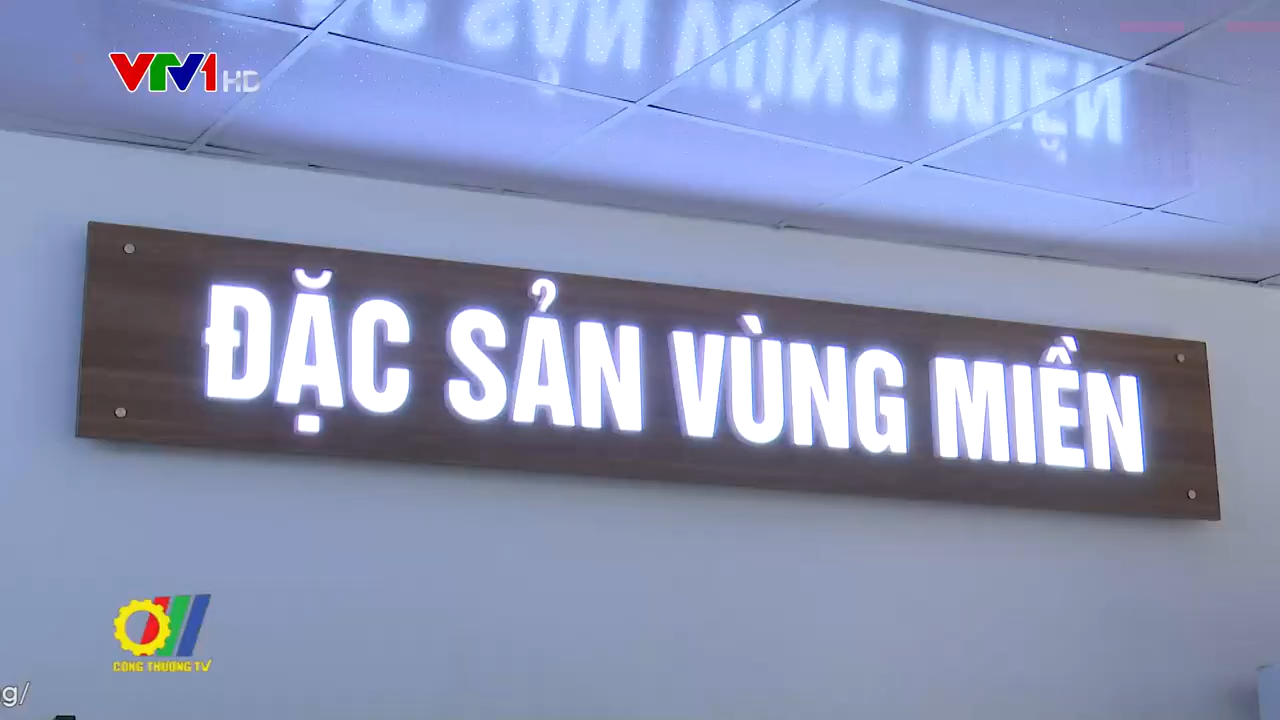 VTV1 HD
ĐẶC SẢN VÙNG MIỀN
CÔNG THƯƠNG TV
g/